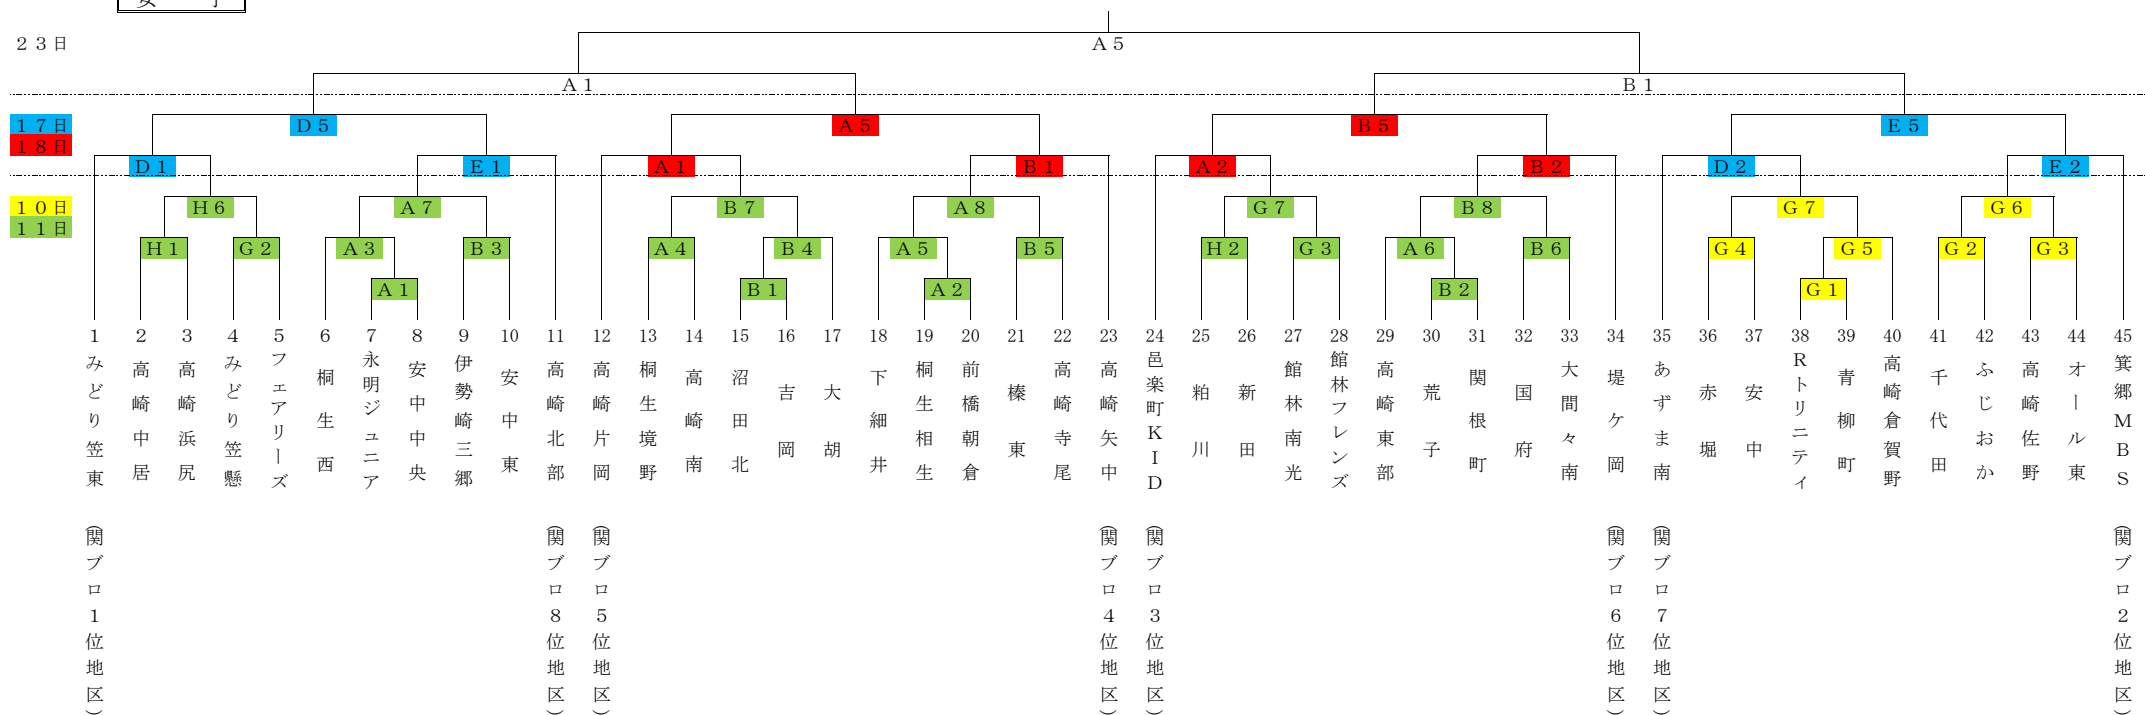 ２３日
Ａ５
Ａ１
Ｂ１
１７日
Ｄ５
Ａ５
Ｂ５
Ｅ５
１８日
Ｄ１
Ｅ１
Ａ１
Ｂ１
Ａ２
Ｂ２
Ｄ２
Ｅ２
１０日
Ｈ６
Ａ７
Ｂ７
Ａ８
Ｇ７
Ｂ８
Ｇ７
Ｇ６
１１日
Ｈ１
Ｇ２
Ａ３
Ｂ３
Ａ４
Ｂ４
Ａ５
Ｂ５
Ｈ２
Ｇ３
Ａ６
Ｂ６
Ｇ４
Ｇ５
Ｇ２
Ｇ３
Ａ１
Ｂ１
Ａ２
Ｂ２
Ｇ１
1 みどり笠東 （関ブロ１位地区）
2 高崎中居
3 高崎浜尻
4 みどり笠懸
5 フェアリーズ
6 桐生西
7 永明ジュニア
8 安中中央
9 伊勢崎三郷
10 安中東
11 高崎北部 （関ブロ８位地区）
12 高崎片岡 （関ブロ５位地区）
13 桐生境野
14 高崎南
15 沼田北
16 吉岡
17 大胡
18 下細井
19 桐生相生
20 前橋朝倉
21 榛東
22 高崎寺尾
23 高崎矢中 （関ブロ４位地区）
24 邑楽町ＫＩＤ （関ブロ３位地区）
25 粕川
26 新田
27 館林南光
28 館林フレンズ
29 高崎東部
30 荒子
31 関根町
32 国府
33 大間々南
34 堤ケ岡 （関ブロ６位地区）
35 あずま南 （関ブロ７位地区）
36 赤堀
37 安中
38 Ｒトリニティ
39 青柳町
40 高崎倉賀野
41 千代田
42 ふじおか
43 高崎佐野
44 オール東
45 箕郷ＭＢＳ （関ブロ２位地区）